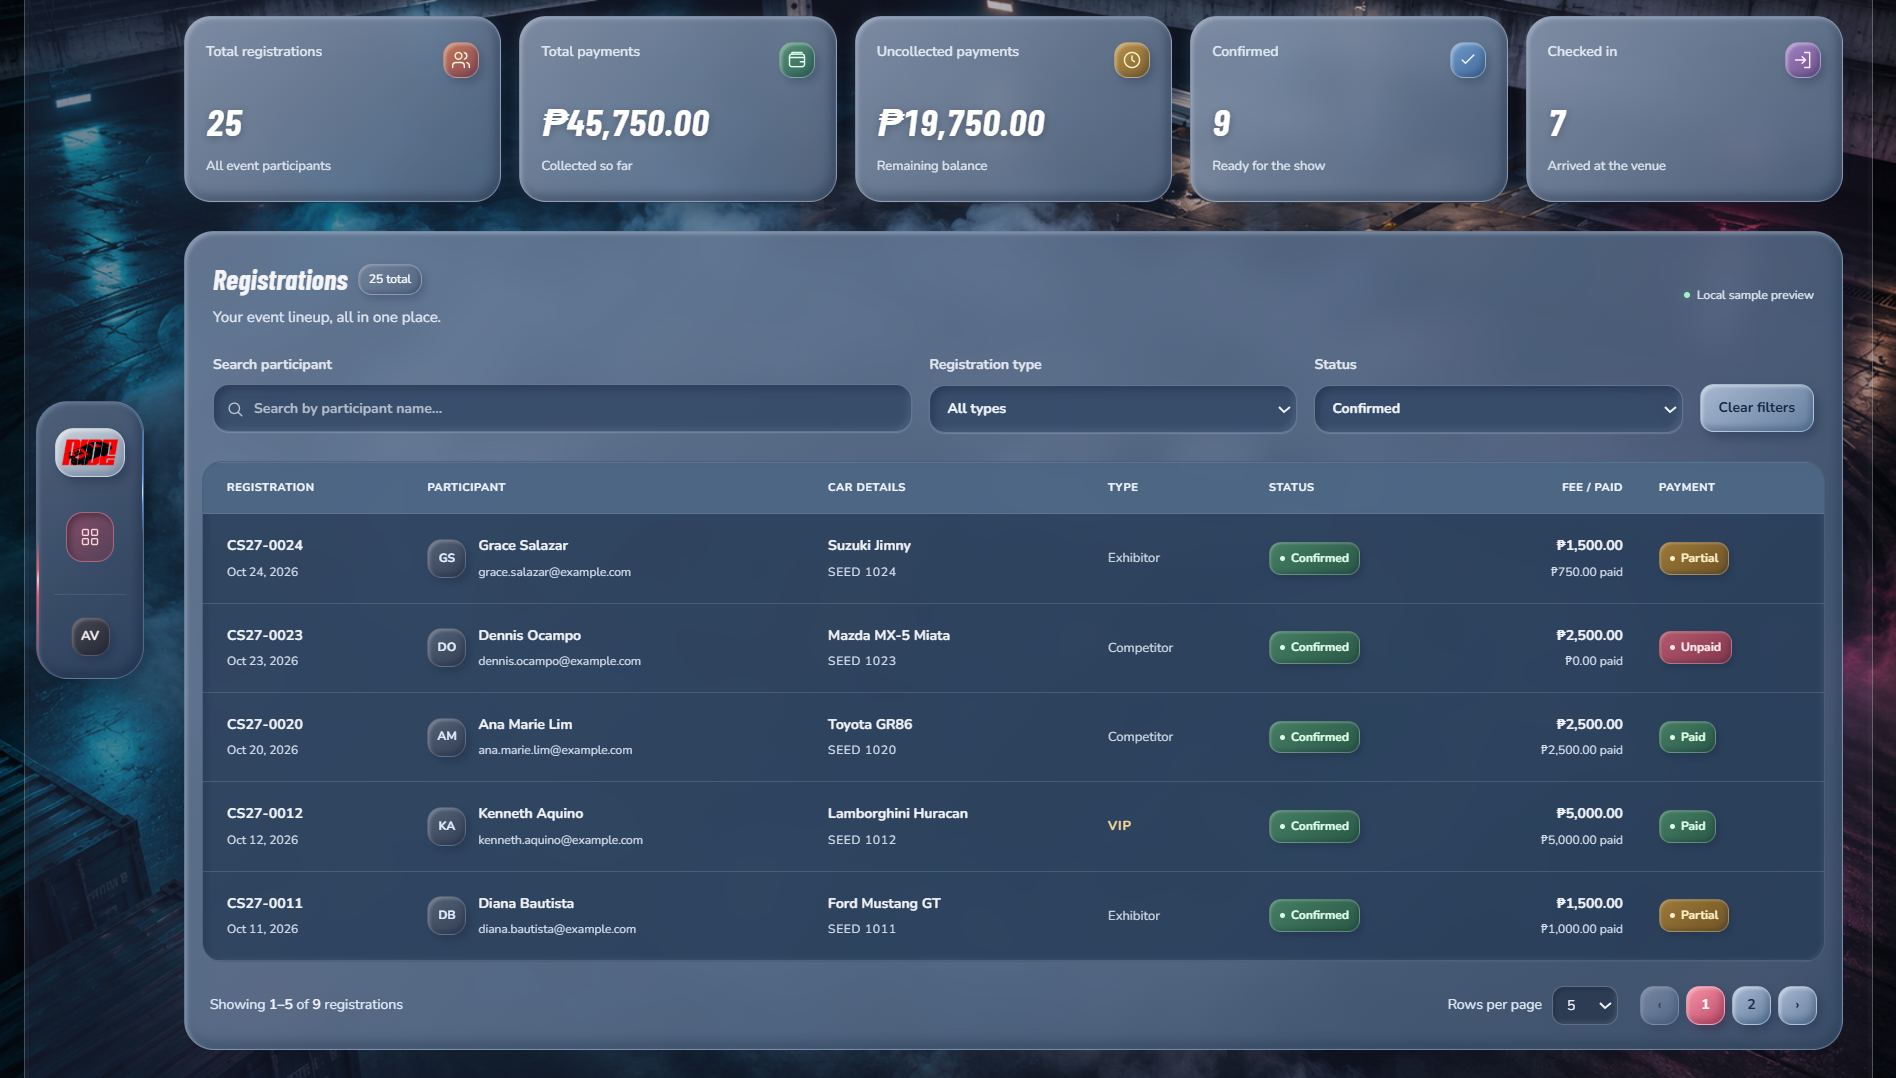 Total registrations
25
All event participants
Total payments
₱45,750.00
Collected so far
Uncollected payments
₱19,750.00
Remaining balance
Confirmed
9
Ready for the show
Checked in
7
Arrived at the venue
Registrations 25 total
Your event lineup, all in one place.
Local sample preview
Search participant
Search by participant name...
Registration type
All types
Status
Confirmed
Clear filters
AV
REGISTRATION PARTICIPANT CAR DETAILS TYPE STATUS FEE / PAID PAYMENT
CS27-0024 GS Grace Salazar Suzuki Jimny Exhibitor Confirmed ₱1,500.00 Partial
Oct 24, 2026 grace.salazar@example.com SEED 1024 ₱750.00 paid
CS27-0023 DO Dennis Ocampo Mazda MX-5 Miata Competitor Confirmed ₱2,500.00 Unpaid
Oct 23, 2026 dennis.ocampo@example.com SEED 1023 ₱0.00 paid
CS27-0020 AM Ana Marie Lim Toyota GR86 Competitor Confirmed ₱2,500.00 Paid
Oct 20, 2026 ana.marie.lim@example.com SEED 1020 ₱2,500.00 paid
CS27-0012 KA Kenneth Aquino Lamborghini Huracan VIP Confirmed ₱5,000.00 Paid
Oct 12, 2026 kenneth.aquino@example.com SEED 1012 ₱5,000.00 paid
CS27-0011 DB Diana Bautista Ford Mustang GT Exhibitor Confirmed ₱1,500.00 Partial
Oct 11, 2026 diana.bautista@example.com SEED 1011 ₱1,000.00 paid
Showing 1–5 of 9 registrations
Rows per page 5 ‹ 1 2 ›